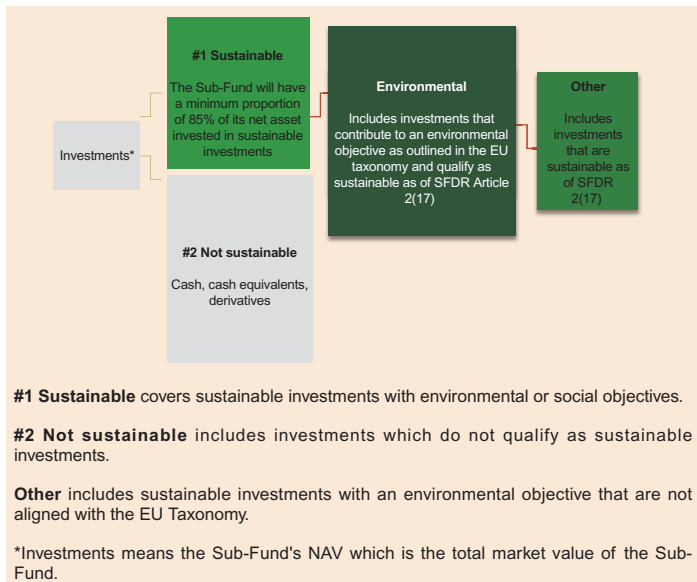 Investments*
#1 Sustainable
The Sub-Fund will have
a minimum proportion
of 85% of its net asset
invested in sustainable
investments
#2 Not sustainable
Cash, cash equivalents,
derivatives
Environmental
Includes investments that
contribute to an environmental
objective as outlined in the EU
taxonomy and qualify as
sustainable as of SFDR Article
2(17)
Other
Includes
investments
that are
sustainable as
of SFDR
2(17)
#1 Sustainable covers sustainable investments with environmental or social objectives.
#2 Not sustainable includes investments which do not qualify as sustainable
investments.
Other includes sustainable investments with an environmental objective that are not
aligned with the EU Taxonomy.
*Investments means the Sub-Fund's NAV which is the total market value of the Sub-
Fund.